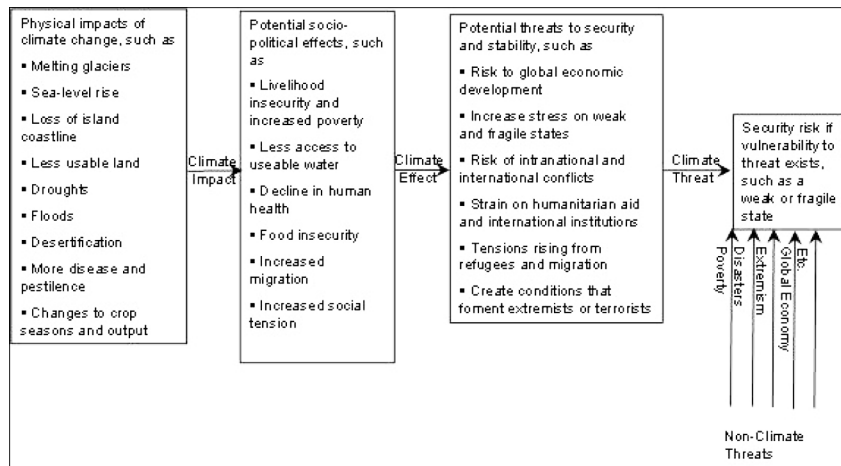 Physical impacts of
climate change, such as
▪ Melting glaciers
▪ Sea-level rise
▪ Loss of island
coastline
▪ Less usable land
▪ Droughts
▪ Floods
▪ Desertification
▪ More disease and
pestilence
▪ Changes to crop
seasons and output
Climate
Impact
Potential socio-
political effects, such
as
▪ Livelihood
insecurity and
increased poverty
▪ Less access to
useable water
▪ Decline in human
health
▪ Food insecurity
▪ Increased
migration
▪ Increased social
tension
Climate
Effect
Potential threats to security
and stability, such as
▪ Risk to global economic
development
▪ Increase stress on weak
and fragile states
▪ Risk of intranational and
international conflicts
▪ Strain on humanitarian aid
and international institutions
▪ Tensions rising from
refugees and migration
▪ Create conditions that
foment extremists or terrorists
Climate
Threat
Security risk if
vulnerability to
threat exists,
such as a
weak or fragile
state
Poverty
Disasters
Extremism
Global Economy
Etc.
Non-Climate
Threats